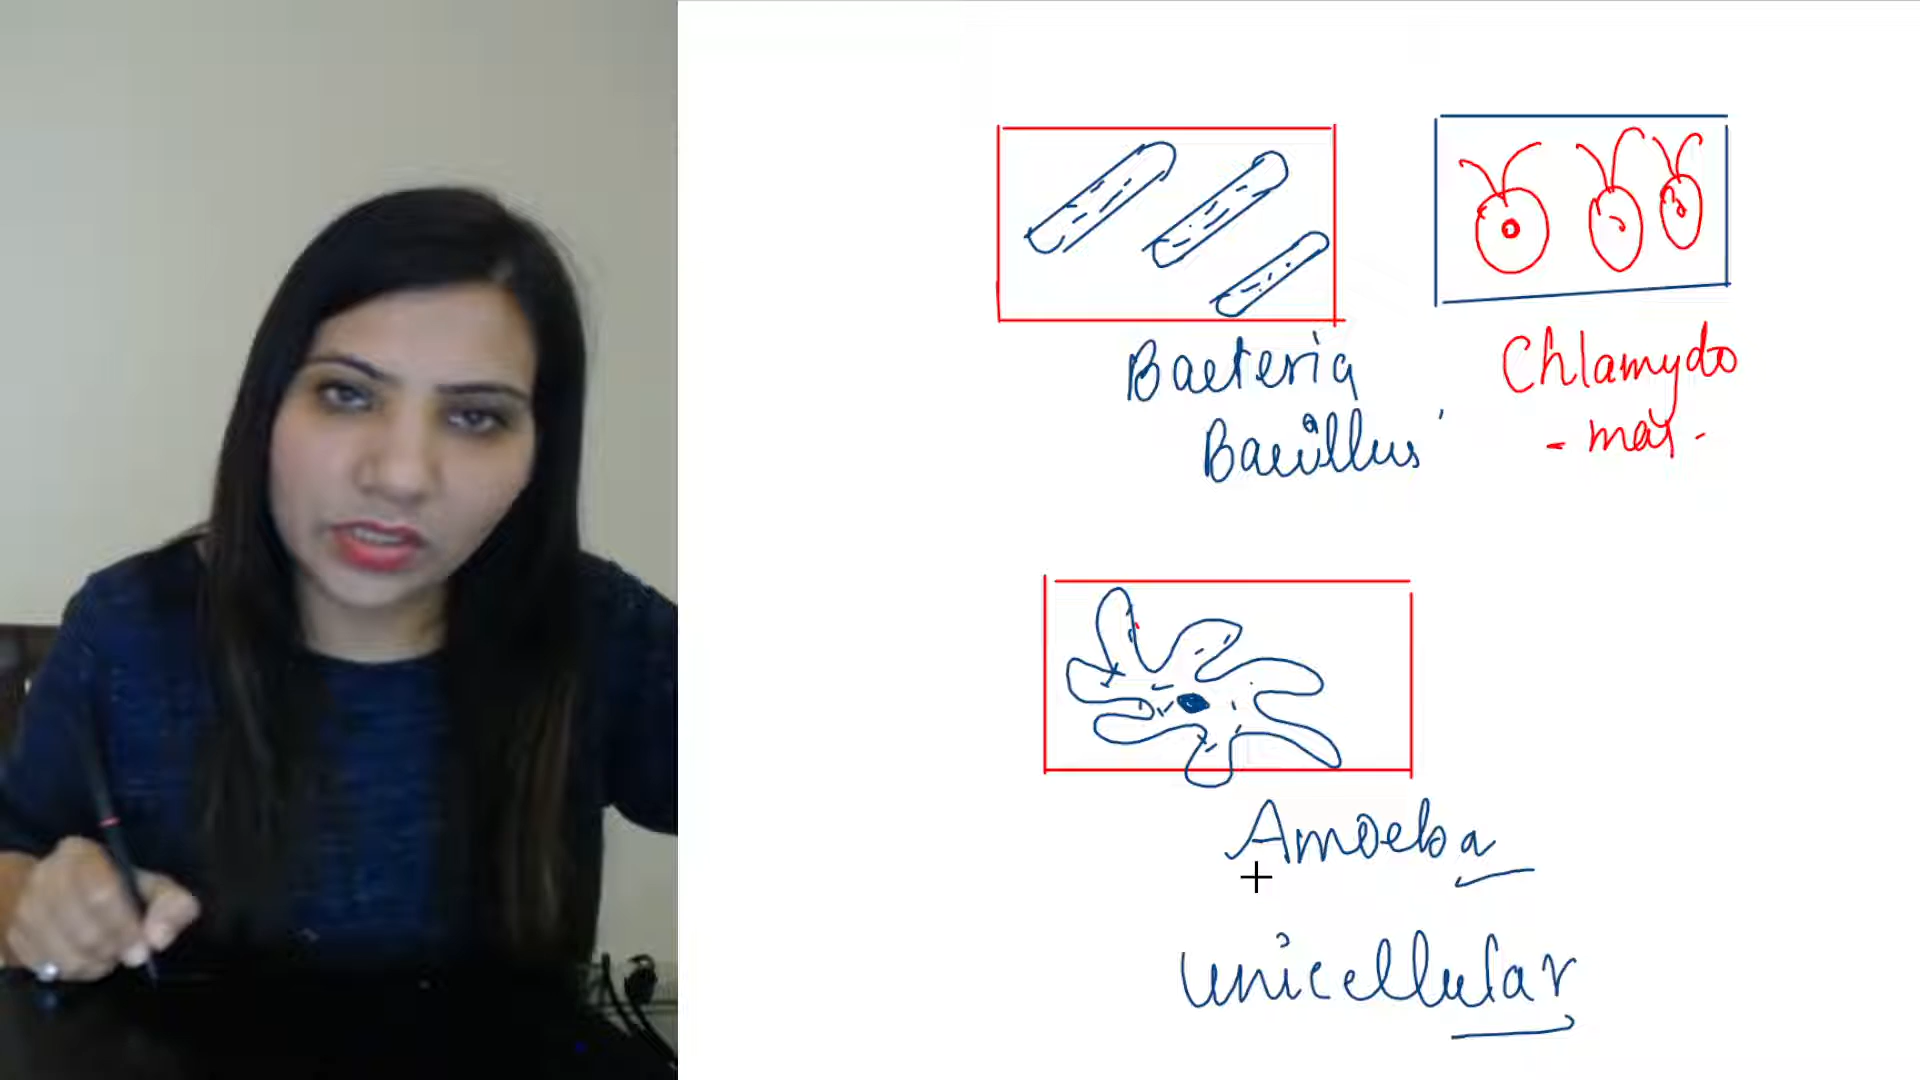 Bacteria
Bacillus
Chlamydo
- mas -
Amoeba
Unicellular